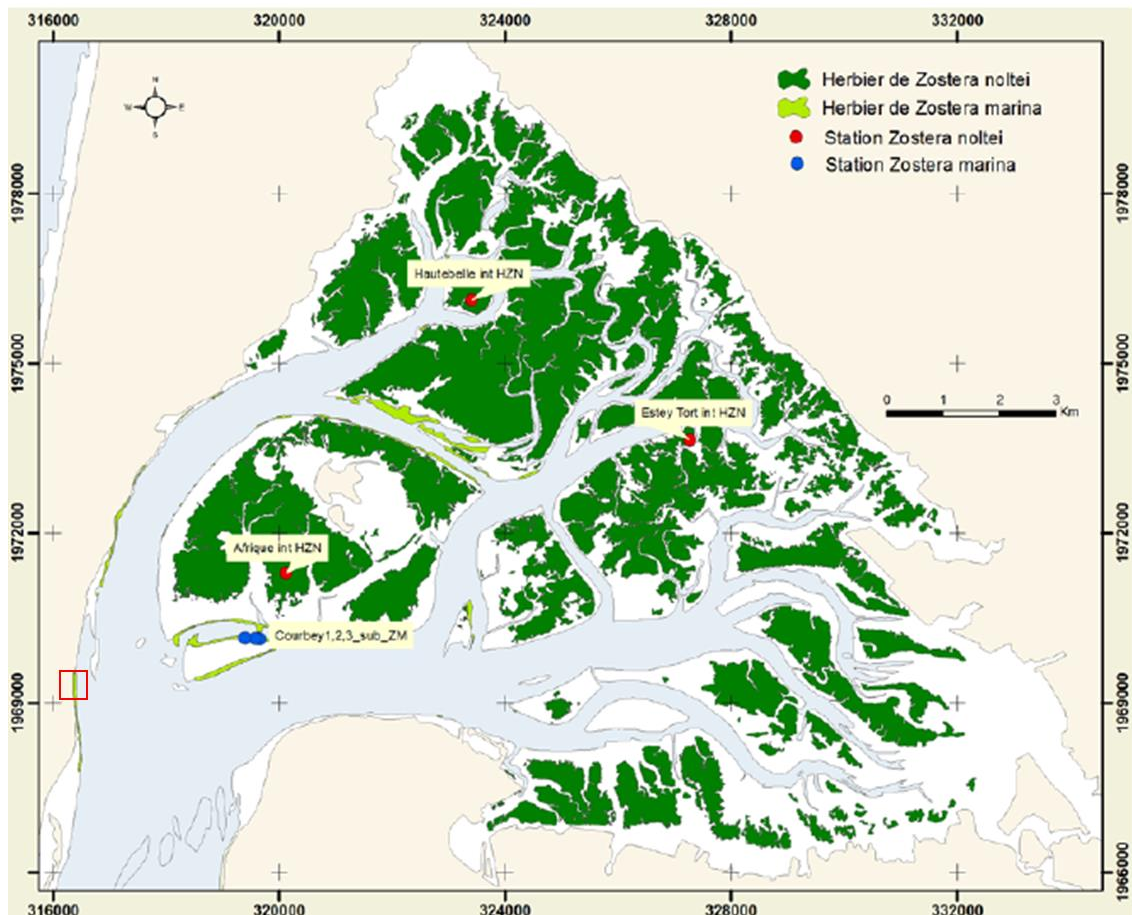 316000 320000 324000 328000 332000
N
W E
S
Herbier de Zostera noltei
Herbier de Zostera marina
Station Zostera noltei
Station Zostera marina
1978000 1978000
Hautebelle int HZN
1975000 1975000
0 1 2 3
Km
Estey Tort int HZN
1972000 1972000
Afrique int HZN
Courbey1,2,3_sub_ZM
1969000 1969000
1966000
316000 320000 324000 328000 332000